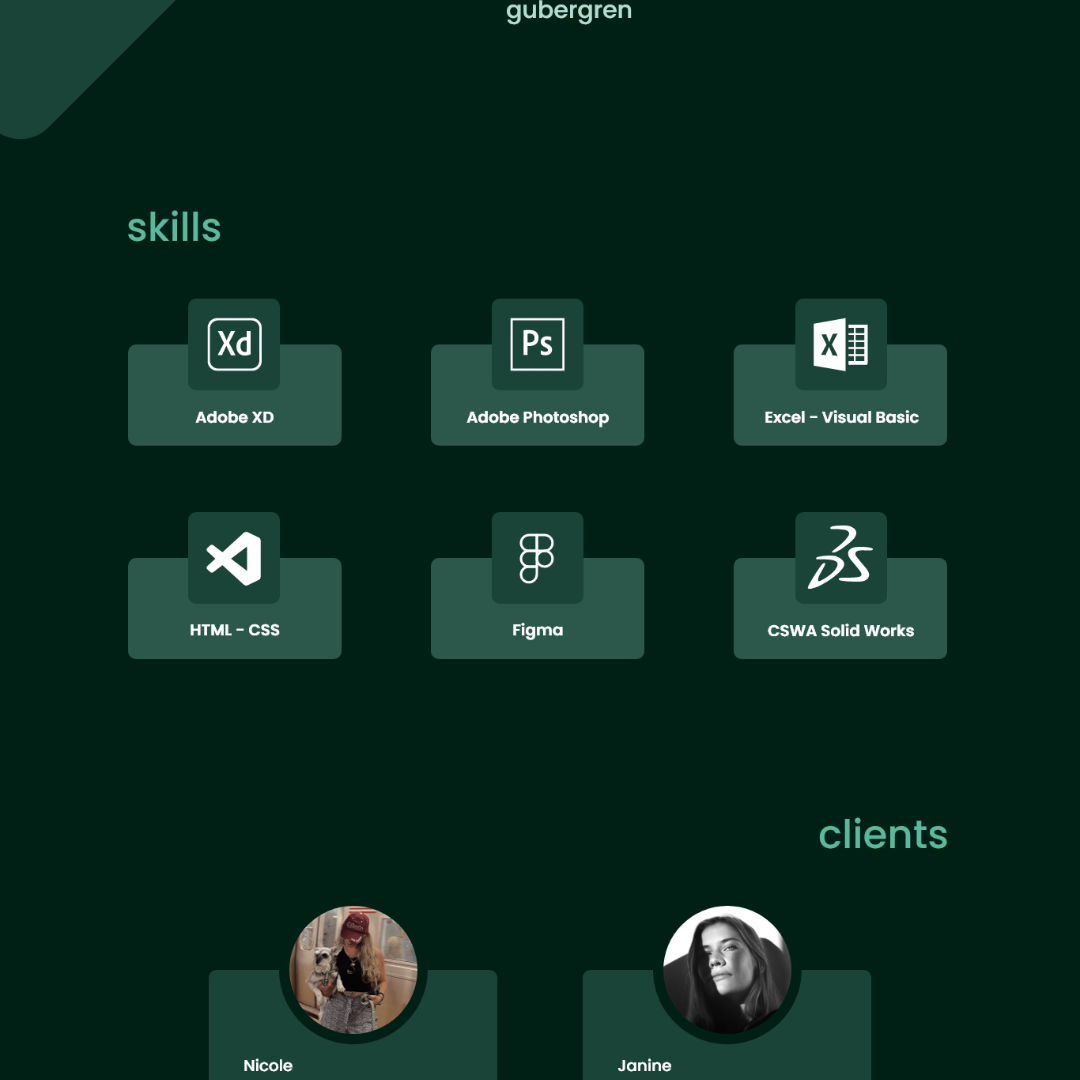 gubergren
skills
Xd
Ps
X
Adobe XD
Adobe Photoshop
Excel - Visual Basic
HTML - CSS
Figma
CSWA Solid Works
clients
Nicole
Janine